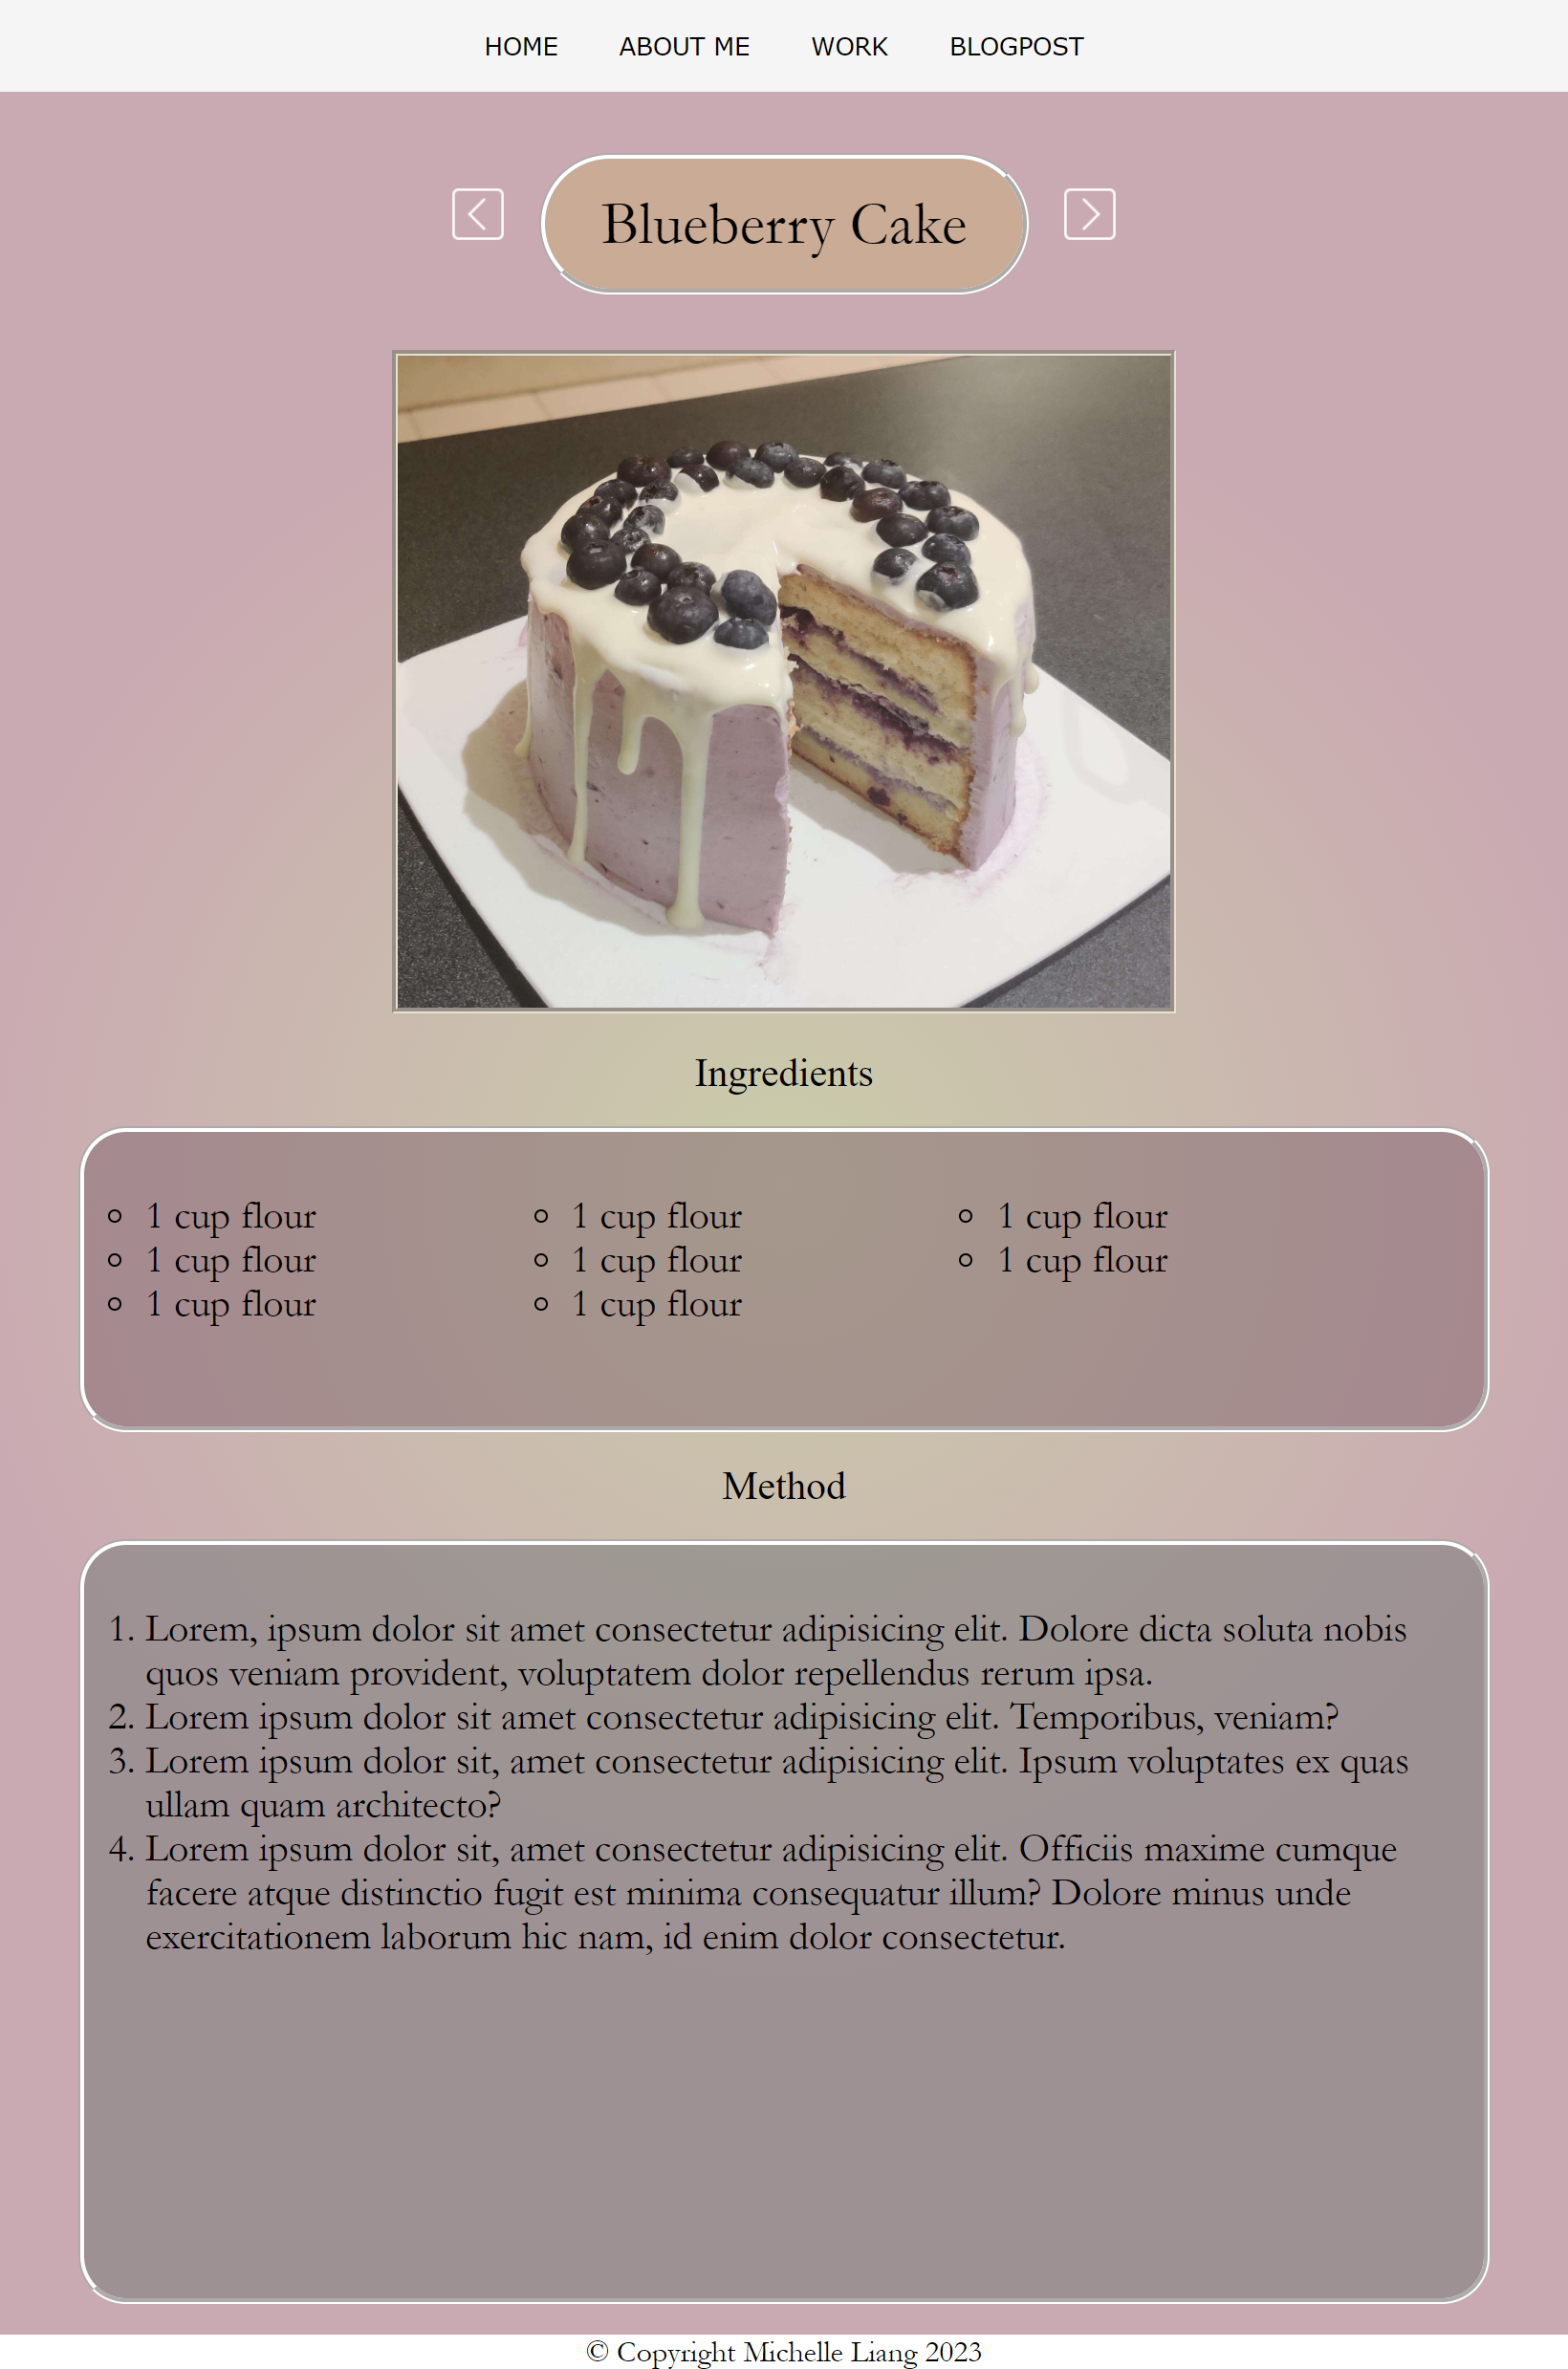 HOME ABOUT ME WORK BLOGPOST
Blueberry Cake
Ingredients
1 cup flour
1 cup flour
1 cup flour
1 cup flour
1 cup flour
1 cup flour
1 cup flour
1 cup flour
Method
1. Lorem, ipsum dolor sit amet consectetur adipisicing elit. Dolore dicta soluta nobis
quos veniam provident, voluptatem dolor repellendus rerum ipsa.
2. Lorem ipsum dolor sit amet consectetur adipisicing elit. Temporibus, veniam?
3. Lorem ipsum dolor sit, amet consectetur adipisicing elit. Ipsum voluptates ex quas
ullam quam architecto?
4. Lorem ipsum dolor sit, amet consectetur adipisicing elit. Officiis maxime cumque
facere atque distinctio fugit est minima consequatur illum? Dolore minus unde
exercitationem laborum hic nam, id enim dolor consectetur.
© Copyright Michelle Liang 2023